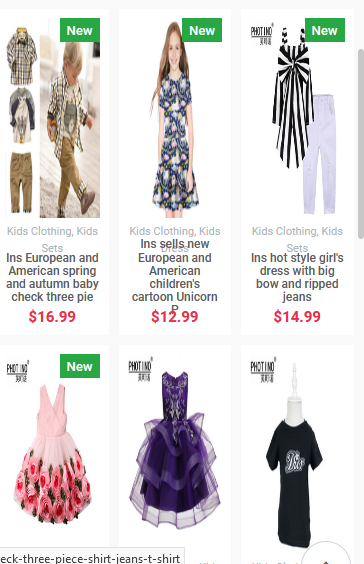 New
New
New
PHOTINO
Kids Clothing, Kids
Sets
Ins European and
American spring
and autumn baby
check three pie
$16.99
Kids Clothing, Kids
Dress
Ins sells new
European and
American
children's
cartoon Unicorn
P
$12.99
Kids Clothing, Kids
Sets
Ins hot style girl's
dress with big
bow and ripped
jeans
$14.99
PHOTINO
New
PHOTINO
PHOTINO
eck-three-piece-shirt-jeans-t-shirt